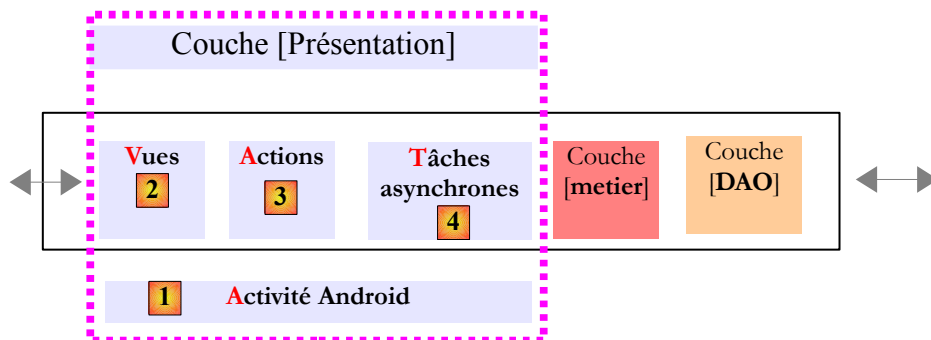 Couche [Présentation]
Vues
2
Actions
3
Tâches
asynchrones
4
Couche
[metier]
Couche
[DAO]
1
Activité Android